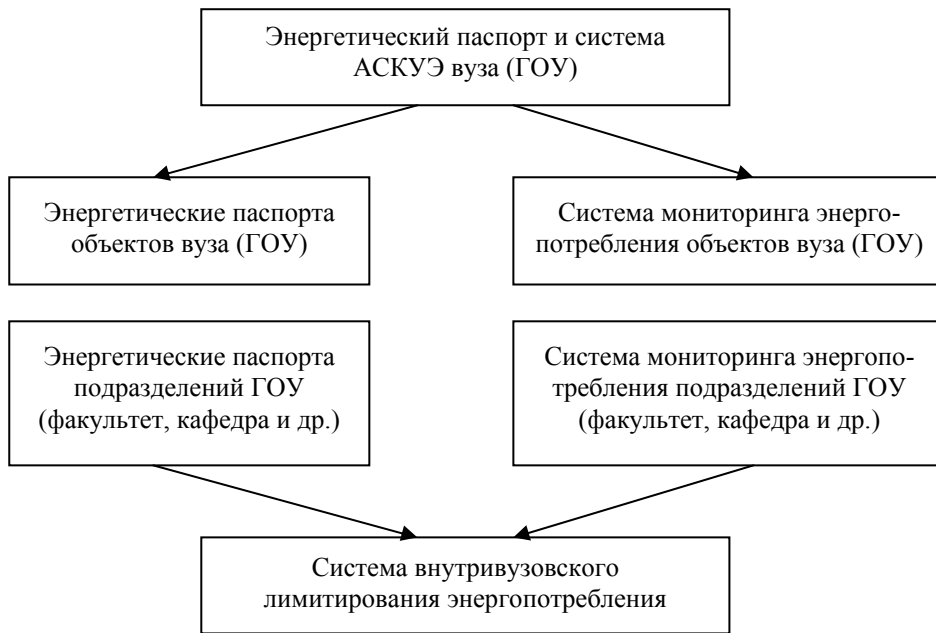 Энергетический паспорт и система
АСКУЭ вуза (ГОУ)
Энергетические паспорта
объектов вуза (ГОУ)
Система мониторинга энерго-
потребления объектов вуза (ГОУ)
Энергетические паспорта
подразделений ГОУ
(факультет, кафедра и др.)
Система мониторинга энергопо-
требления подразделений ГОУ
(факультет, кафедра и др.)
Система внутривузовского
лимитирования энергопотребления